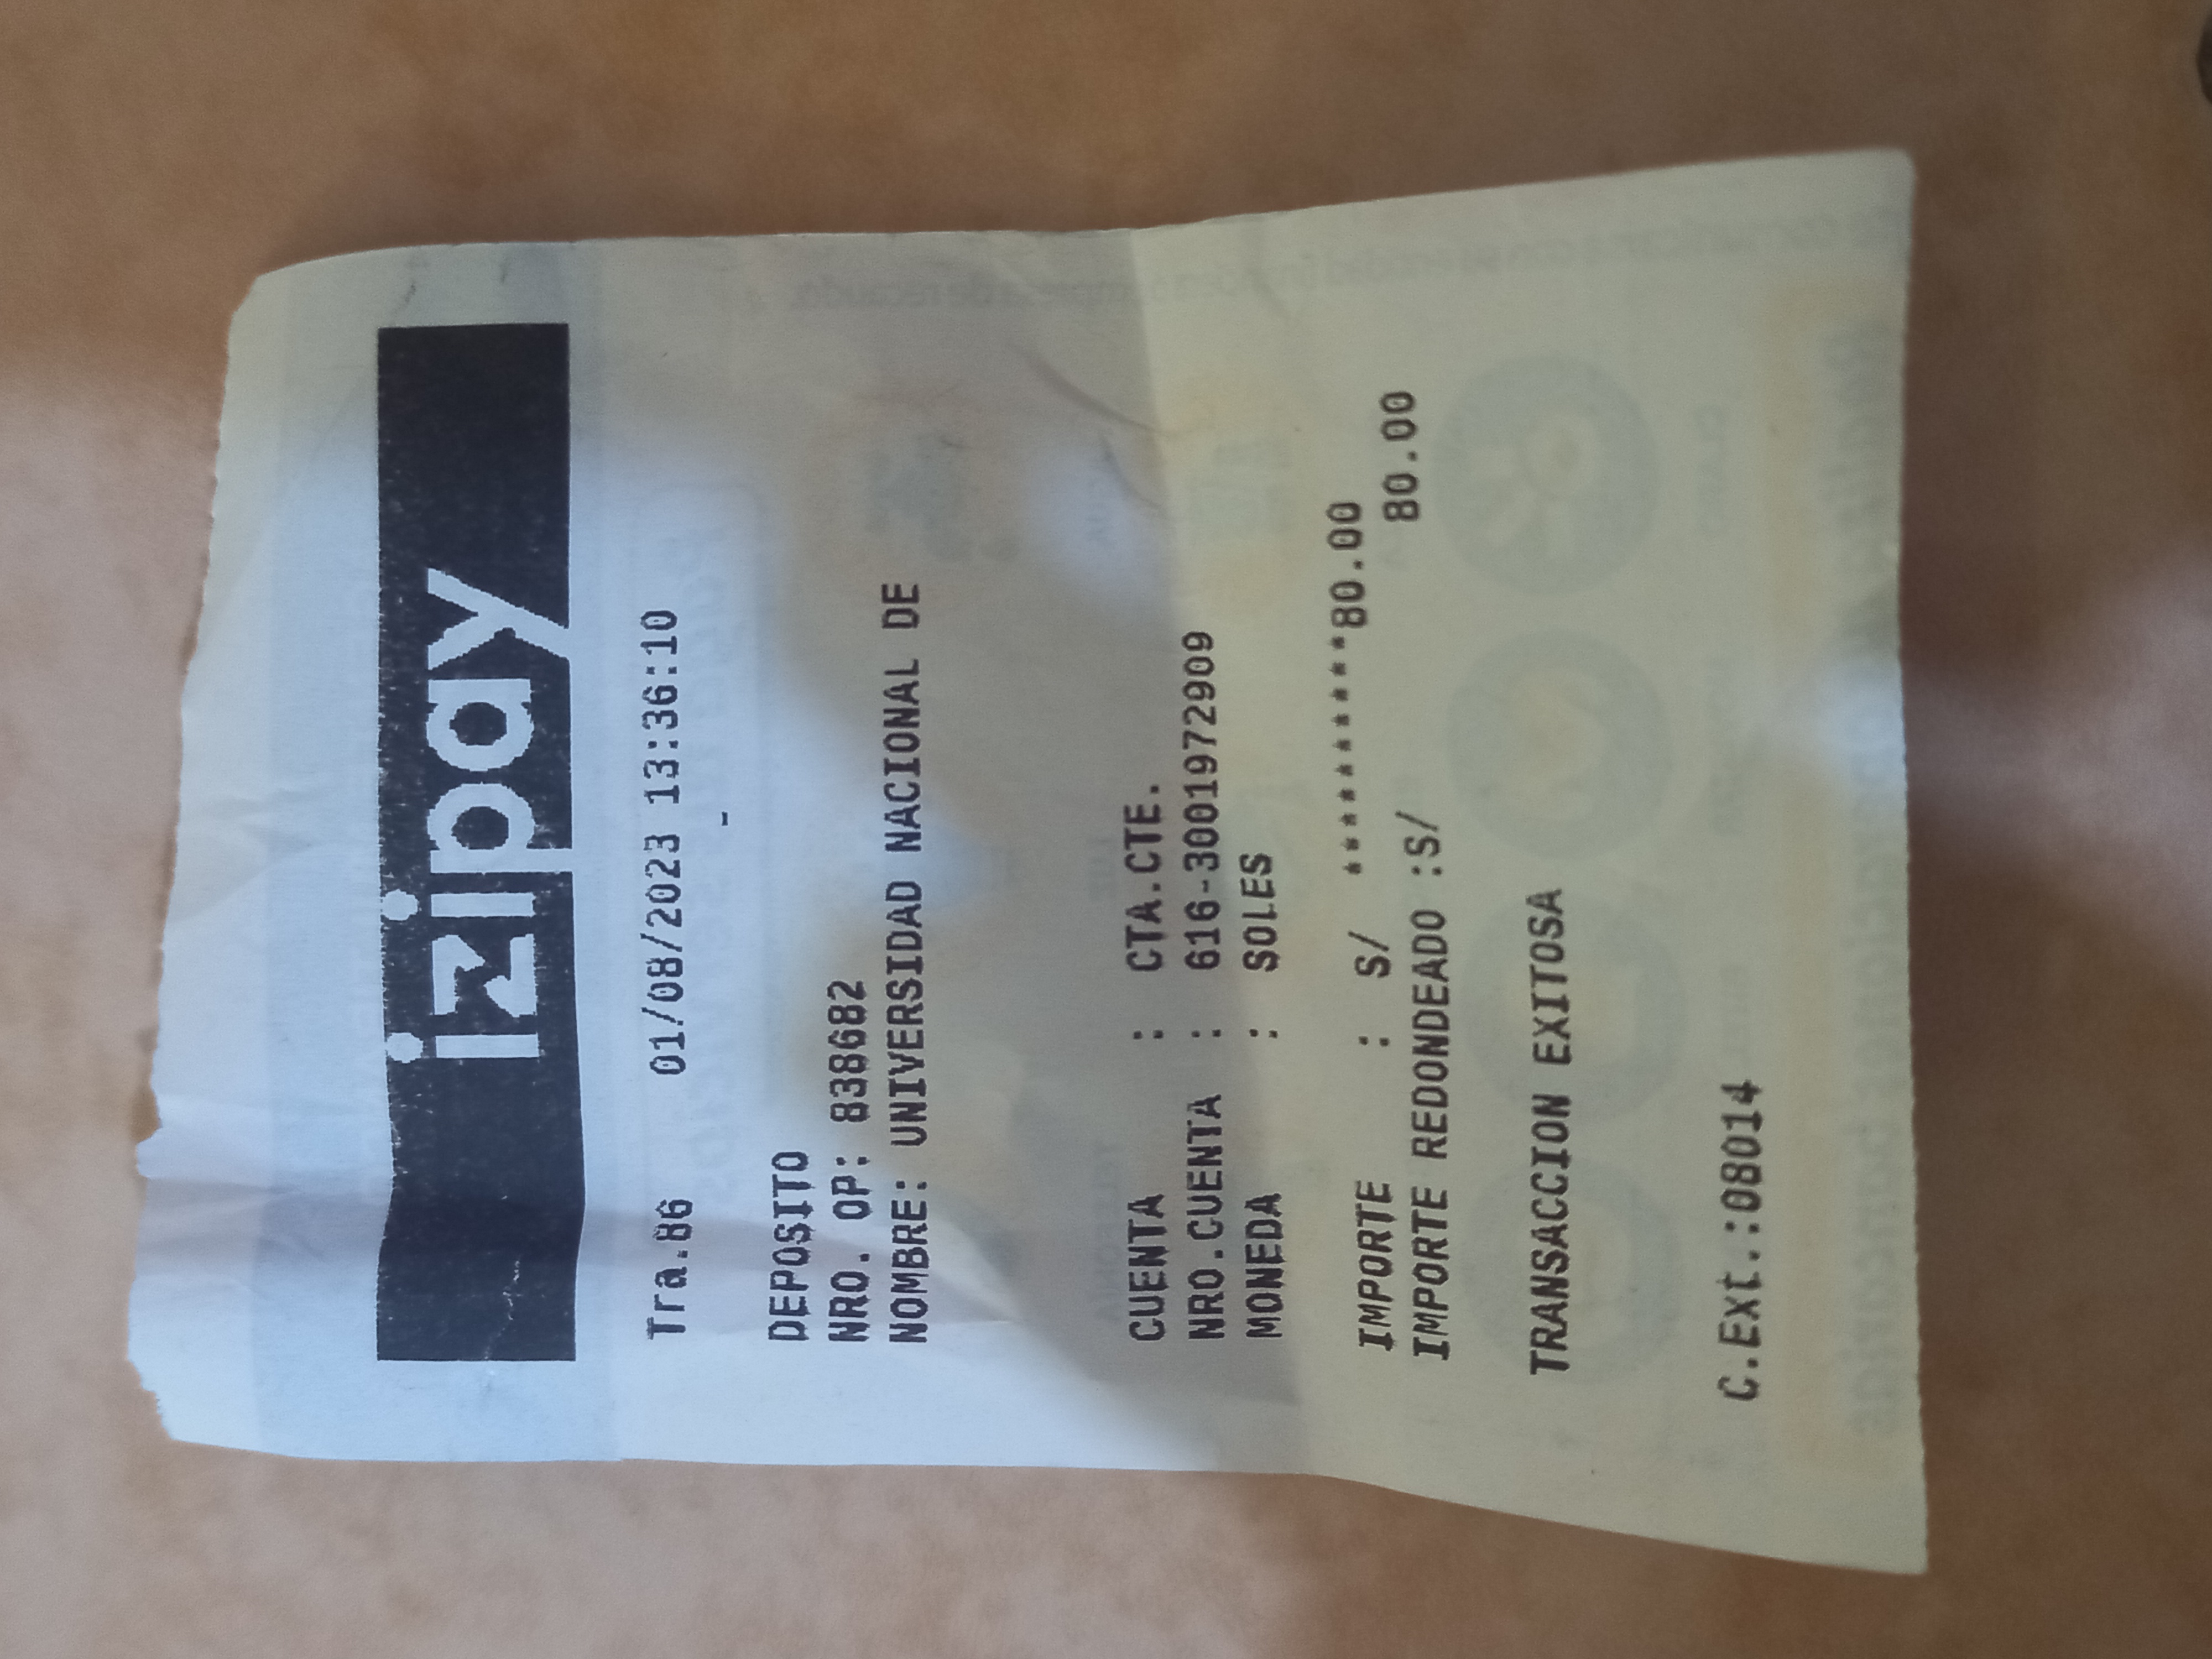 izipay
Tra.86 01/08/2023 13:36:10
-
DEPOSITO
NRO. OP: 838682
NOMBRE: UNIVERSIDAD NACIONAL DE
CUENTA : CTA.CTE.
NRO.CUENTA : 616-3001972909
MONEDA : SOLES
IMPORTE : S/ ***********80.00
IMPORTE REDONDEADO :S/ 80.00
TRANSACCION EXITOSA
C.Ext.:08014